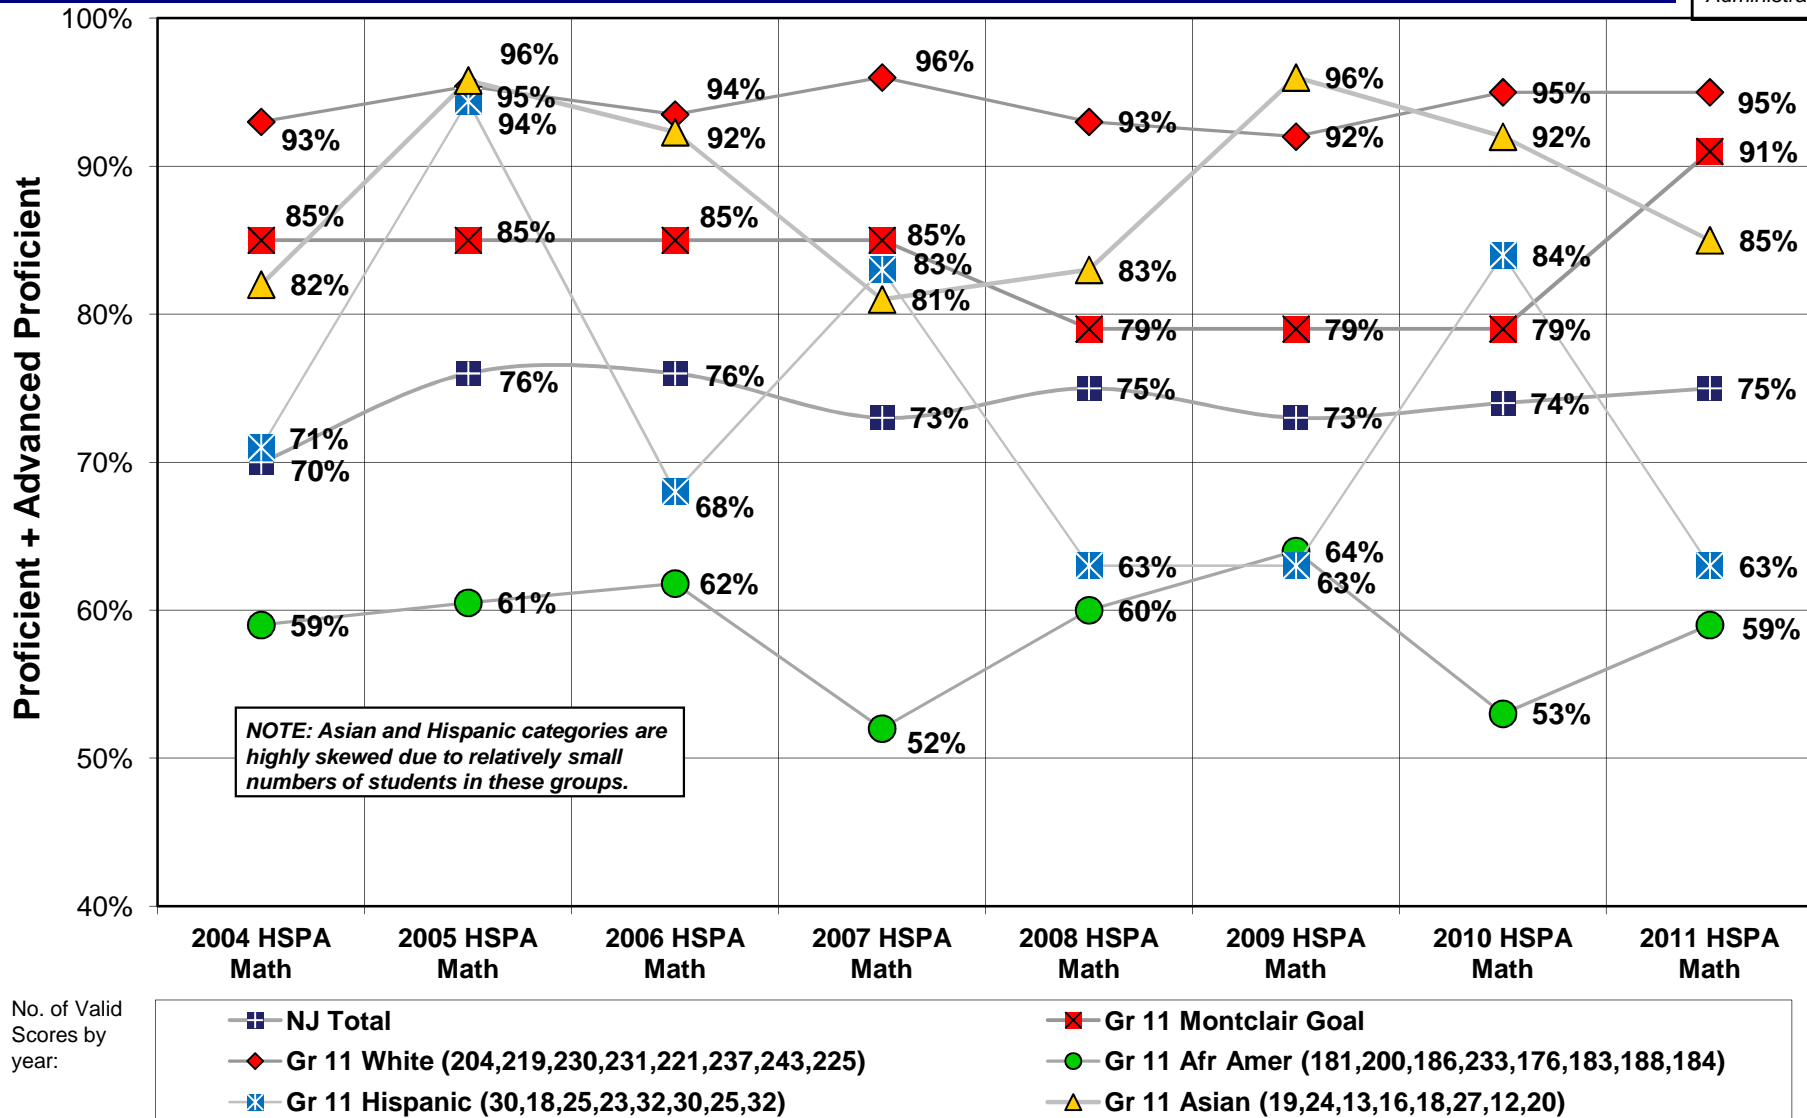 Administra
100%
90%
80%
70%
60%
50%
40%
Proficient + Advanced Proficient
93%
85%
82%
71%
70%
59%
96%
95%
94%
85%
76%
61%
94%
92%
85%
76%
68%
62%
96%
85%
83%
81%
73%
52%
93%
83%
79%
75%
63%
60%
96%
92%
79%
73%
64%
63%
95%
92%
84%
79%
74%
53%
95%
91%
85%
75%
63%
59%
NOTE: Asian and Hispanic categories are
highly skewed due to relatively small
numbers of students in these groups.
2004 HSPA
Math
2005 HSPA
Math
2006 HSPA
Math
2007 HSPA
Math
2008 HSPA
Math
2009 HSPA
Math
2010 HSPA
Math
2011 HSPA
Math
No. of Valid
Scores by
year:
NJ Total
Gr 11 Montclair Goal
Gr 11 White (204,219,230,231,221,237,243,225)
Gr 11 Afr Amer (181,200,186,233,176,183,188,184)
Gr 11 Hispanic (30,18,25,23,32,30,25,32)
Gr 11 Asian (19,24,13,16,18,27,12,20)